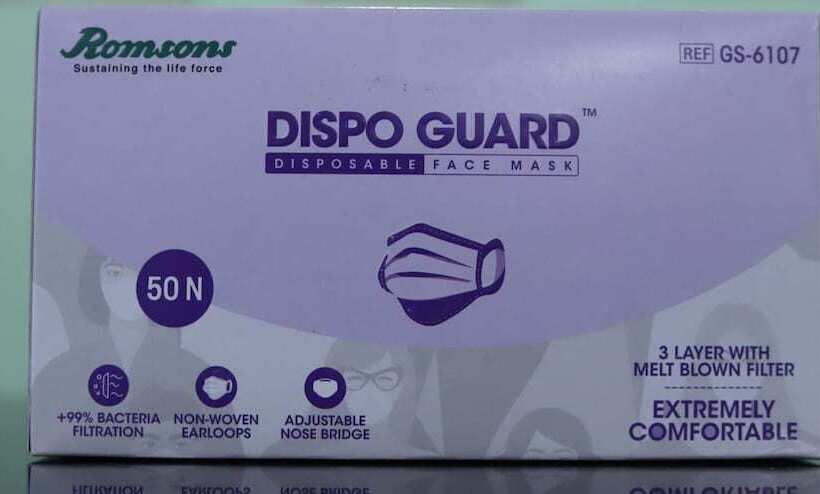 Romsons
Sustaining the life force
REF GS-6107
DISPO GUARD™
DISPOSABLE FACE MASK
50 N
3 LAYER WITH
MELT BLOWN FILTER
+99% BACTERIA
FILTRATION
NON-WOVEN
EARLOOPS
ADJUSTABLE
NOSE BRIDGE
EXTREMELY
COMFORTABLE